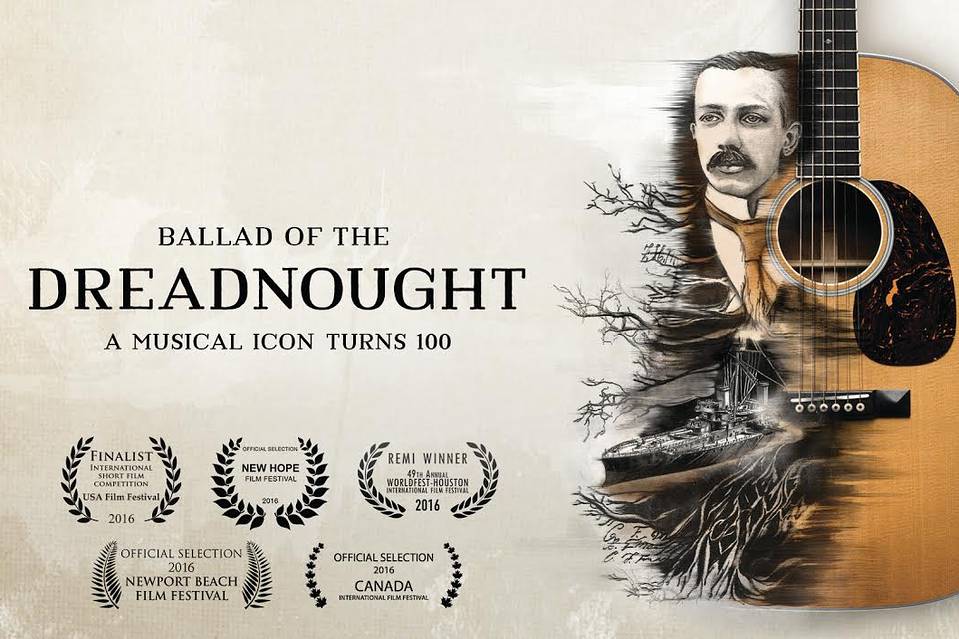 BALLAD OF THE
DREADNOUGHT
A MUSICAL ICON TURNS 100
FINALIST
INTERNATIONAL
SHORT FILM
COMPETITION
USA Film Festival
2016
OFFICIAL SELECTION
NEW HOPE
FILM FESTIVAL
2016
REMI WINNER
49TH ANNUAL
WORLDFEST-HOUSTON
INTERNATIONAL FILM FESTIVAL
2016
OFFICIAL SELECTION
2016
NEWPORT BEACH
FILM FESTIVAL
OFFICIAL SELECTION
2016
CANADA
INTERNATIONAL FILM FESTIVAL